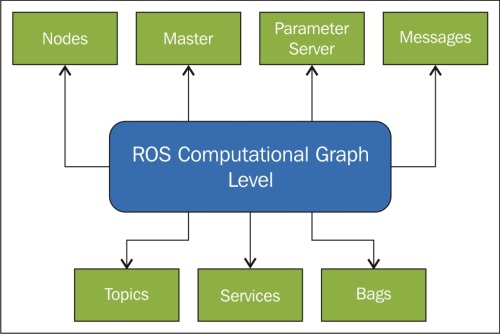 Nodes
Master
Parameter
Server
Messages
ROS Computational Graph
Level
Topics
Services
Bags